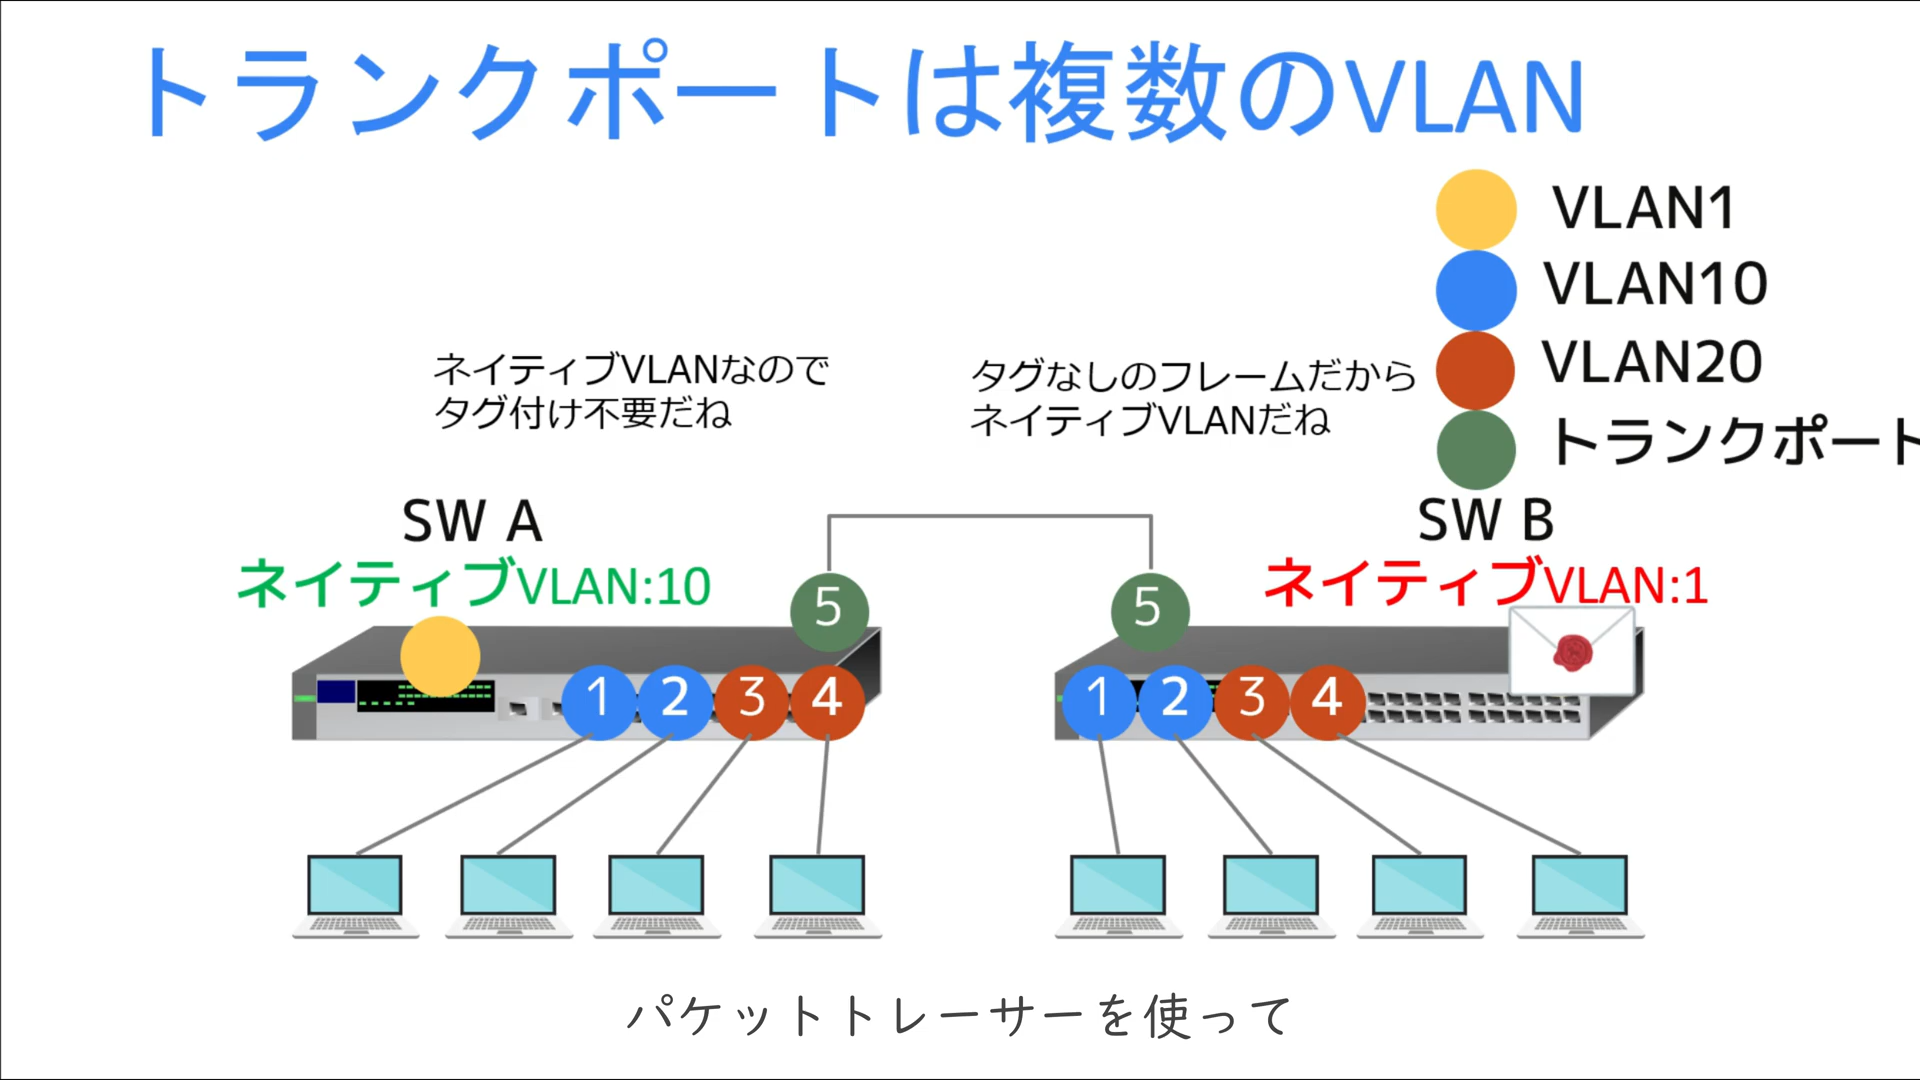 トランクポートは複数のVLAN
VLAN1
VLAN10
VLAN20
トランクポート
ネイティブVLANなので
タグ付け不要だね
タグなしのフレームだから
ネイティブVLANだね
SW A
ネイティブVLAN:10
SW B
ネイティブVLAN:1
5
5
1 2 3 4
1 2 3 4
パケットトレーサーを使って